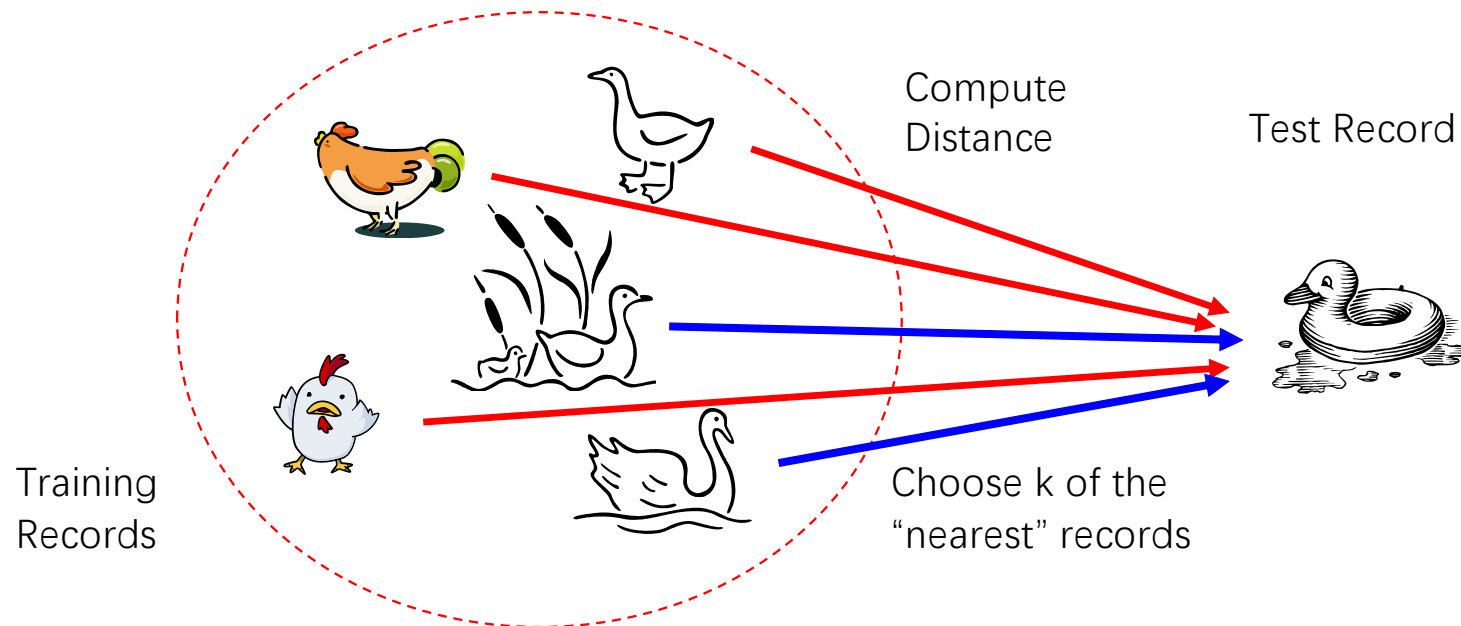 Compute
Distance
Test Record
Training
Records
Choose k of the
“nearest” records